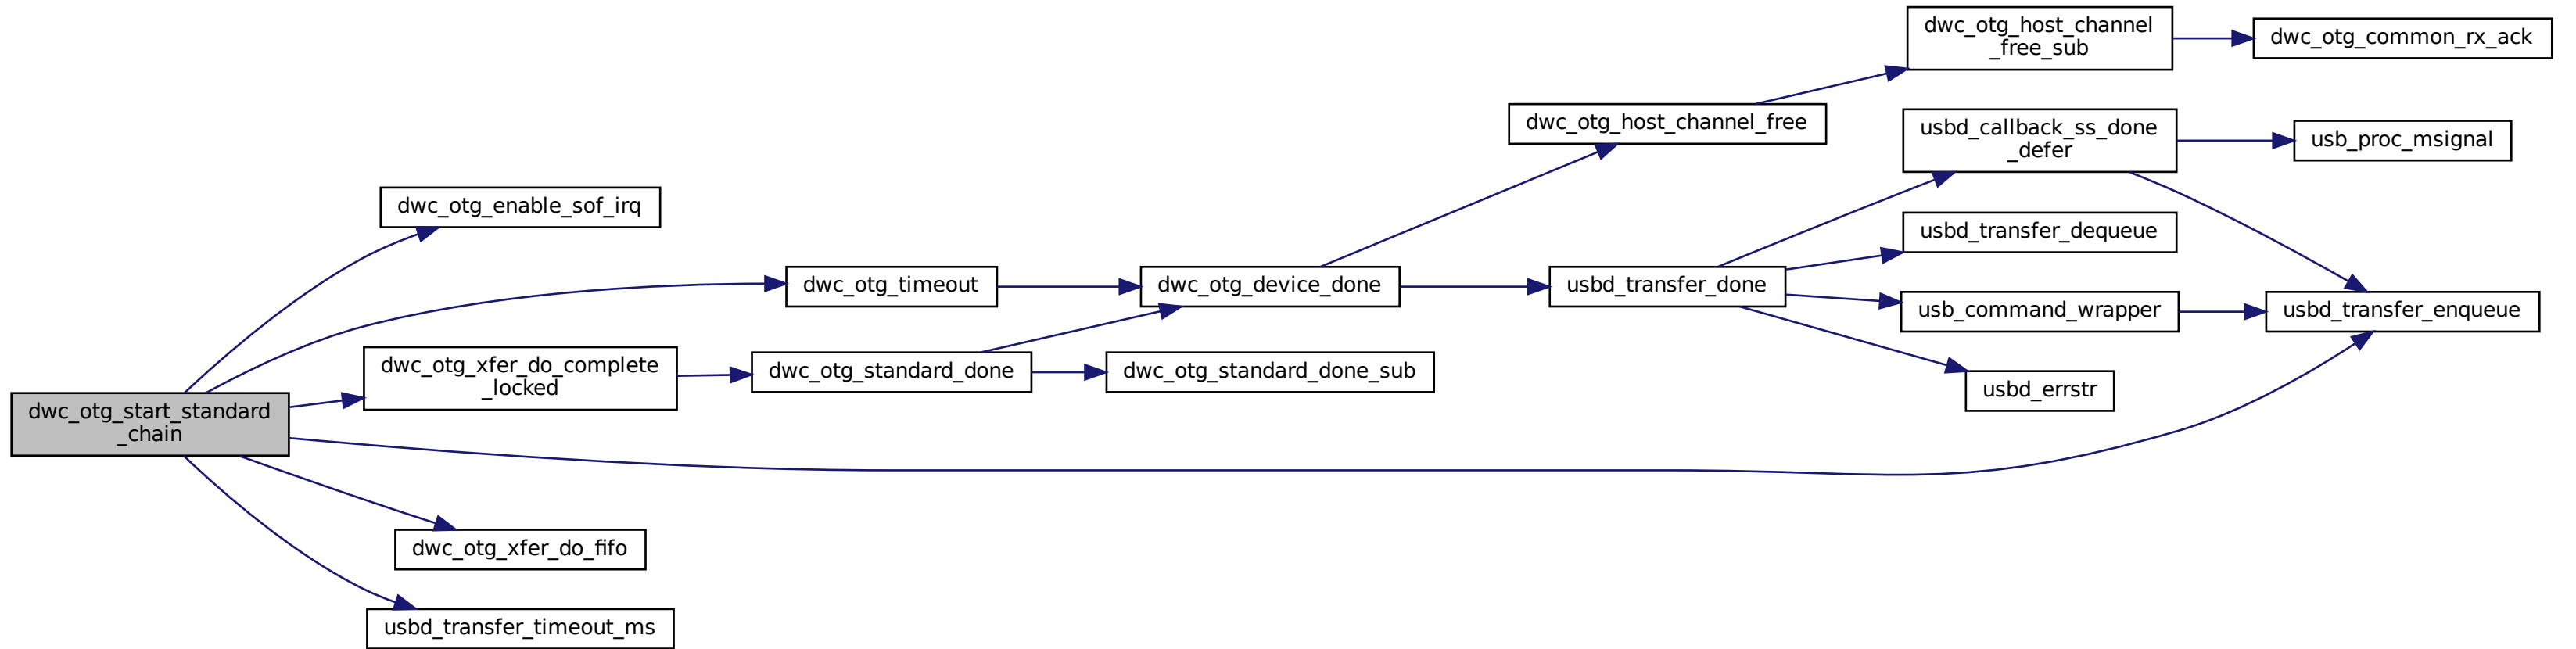 dwc_otg_start_standard
_chain
dwc_otg_enable_sof_irq
dwc_otg_timeout
dwc_otg_xfer_do_complete
_locked
dwc_otg_xfer_do_fifo
usbd_transfer_timeout_ms
dwc_otg_standard_done
dwc_otg_device_done
dwc_otg_standard_done_sub
dwc_otg_host_channel_free
usbd_transfer_done
dwc_otg_host_channel
_free_sub
usbd_callback_ss_done
_defer
usbd_transfer_dequeue
usb_command_wrapper
usbd_errstr
dwc_otg_common_rx_ack
usb_proc_msignal
usbd_transfer_enqueue